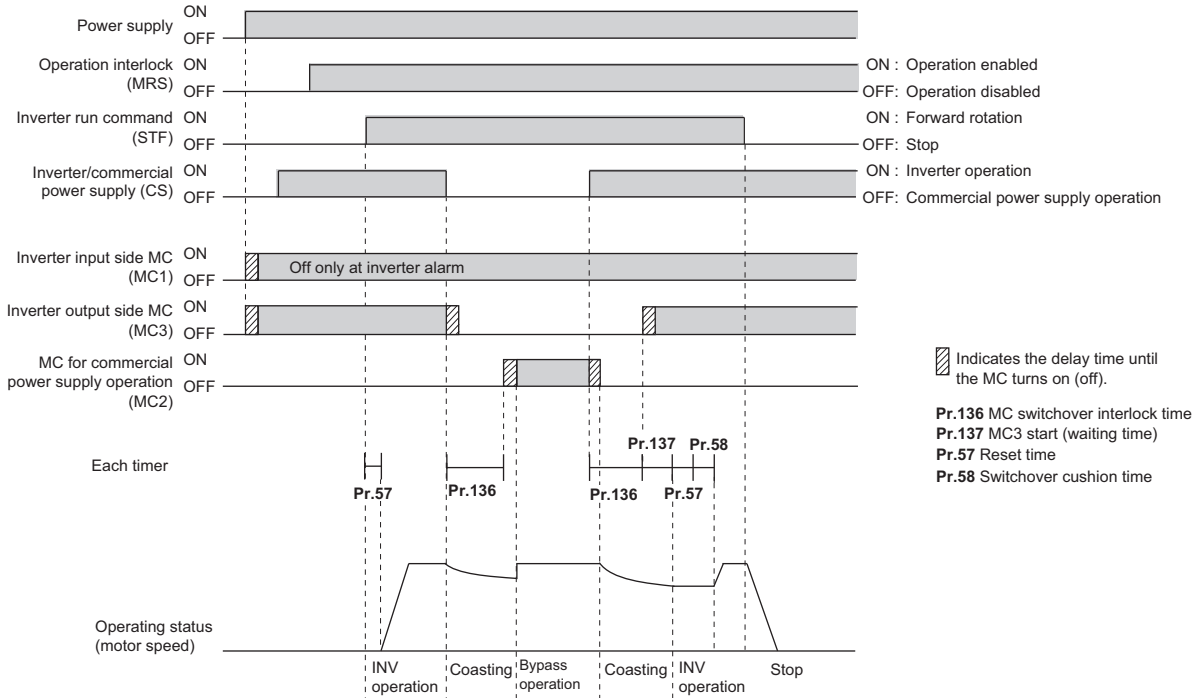 Power supply
ON
OFF
Operation interlock
(MRS)
ON
OFF
ON : Operation enabled
OFF: Operation disabled
Inverter run command
(STF)
ON
OFF
ON : Forward rotation
OFF: Stop
Inverter/commercial
power supply (CS)
ON
OFF
ON : Inverter operation
OFF: Commercial power supply operation
Inverter input side MC
(MC1)
ON
OFF
Off only at inverter alarm
Inverter output side MC
(MC3)
ON
OFF
MC for commercial
power supply operation
(MC2)
ON
OFF
Indicates the delay time until
the MC turns on (off).
Pr.136 MC switchover interlock time
Pr.137 MC3 start (waiting time)
Pr.57 Reset time
Pr.58 Switchover cushion time
Each timer
Pr.57
Pr.136
Pr.137
Pr.58
Pr.136
Pr.57
Operating status
(motor speed)
INV
operation
Coasting
Bypass
operation
Coasting
INV
operation
Stop